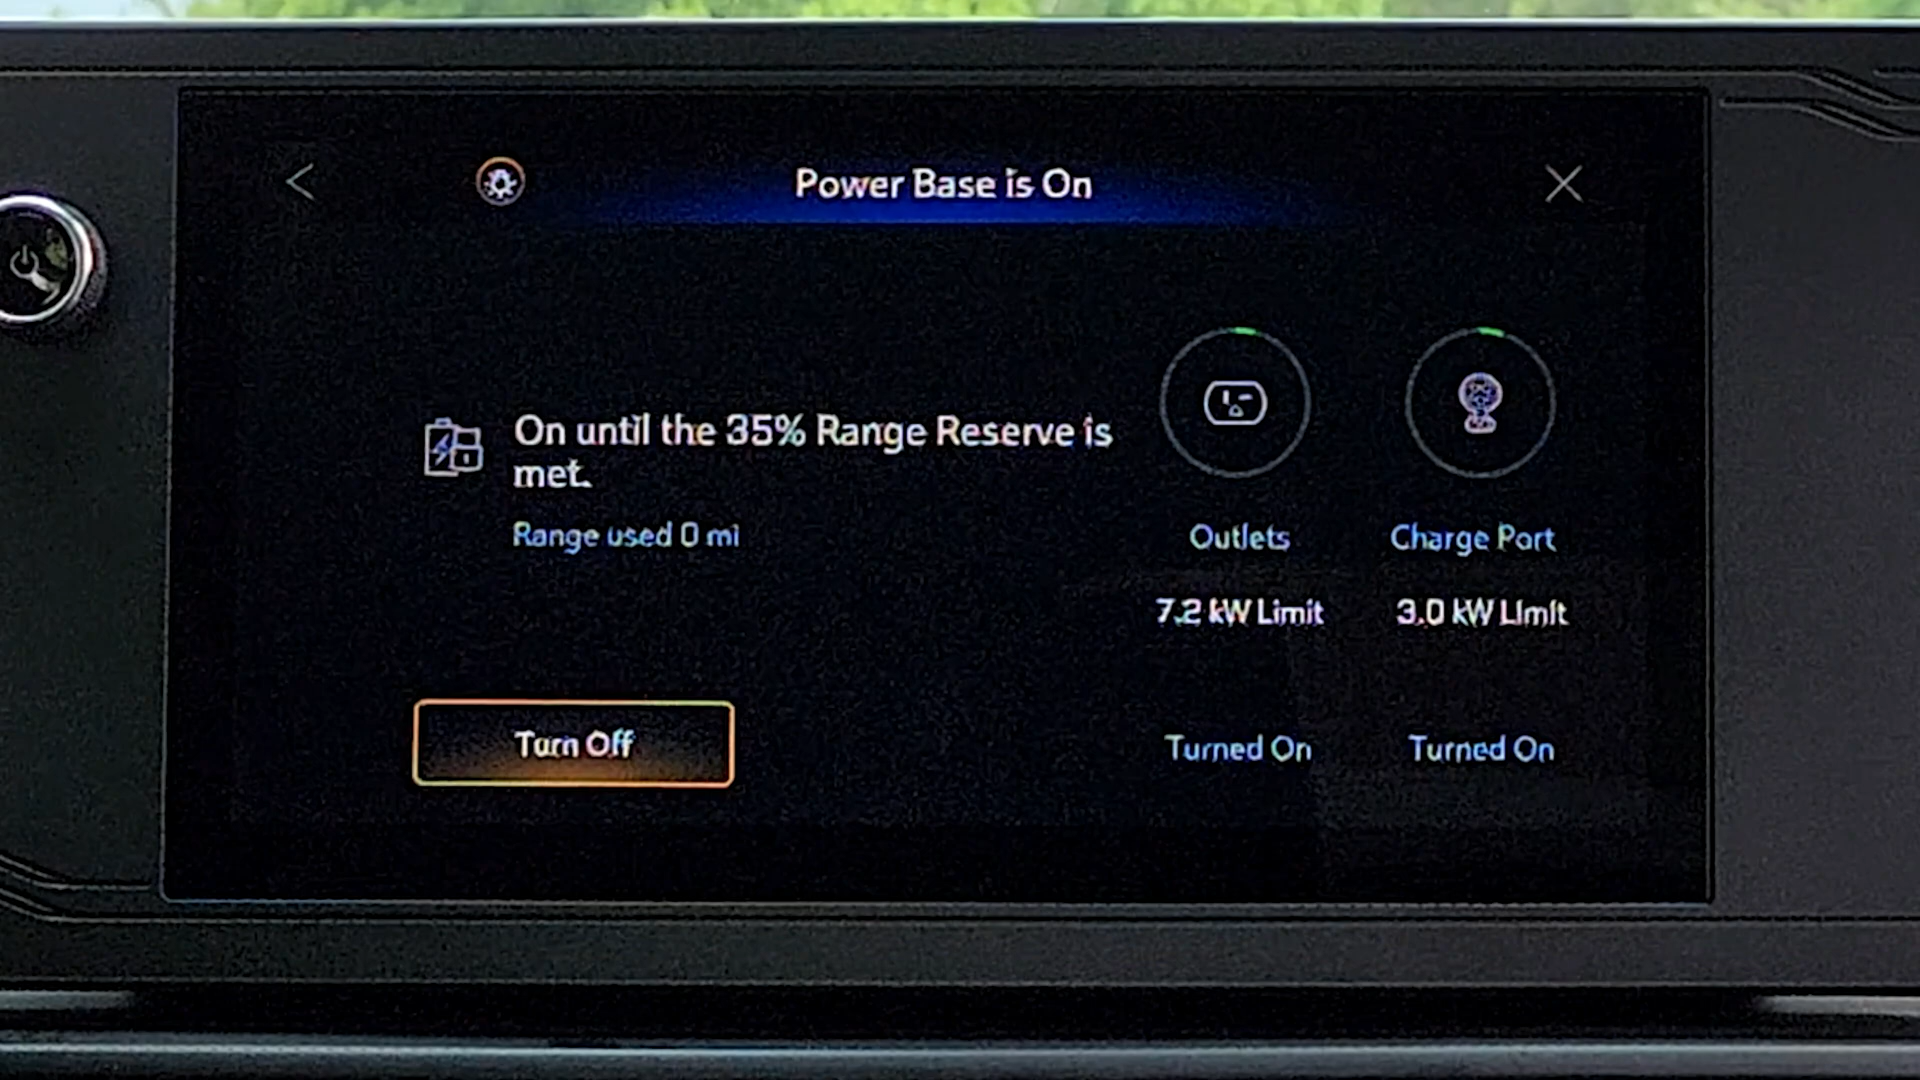 Power Base is On
On until the 35% Range Reserve is
met.
Range used 0 mi
Outlets
Charge Port
7.2 kW Limit
3.0 kW Limit
Turn Off
Turned On
Turned On